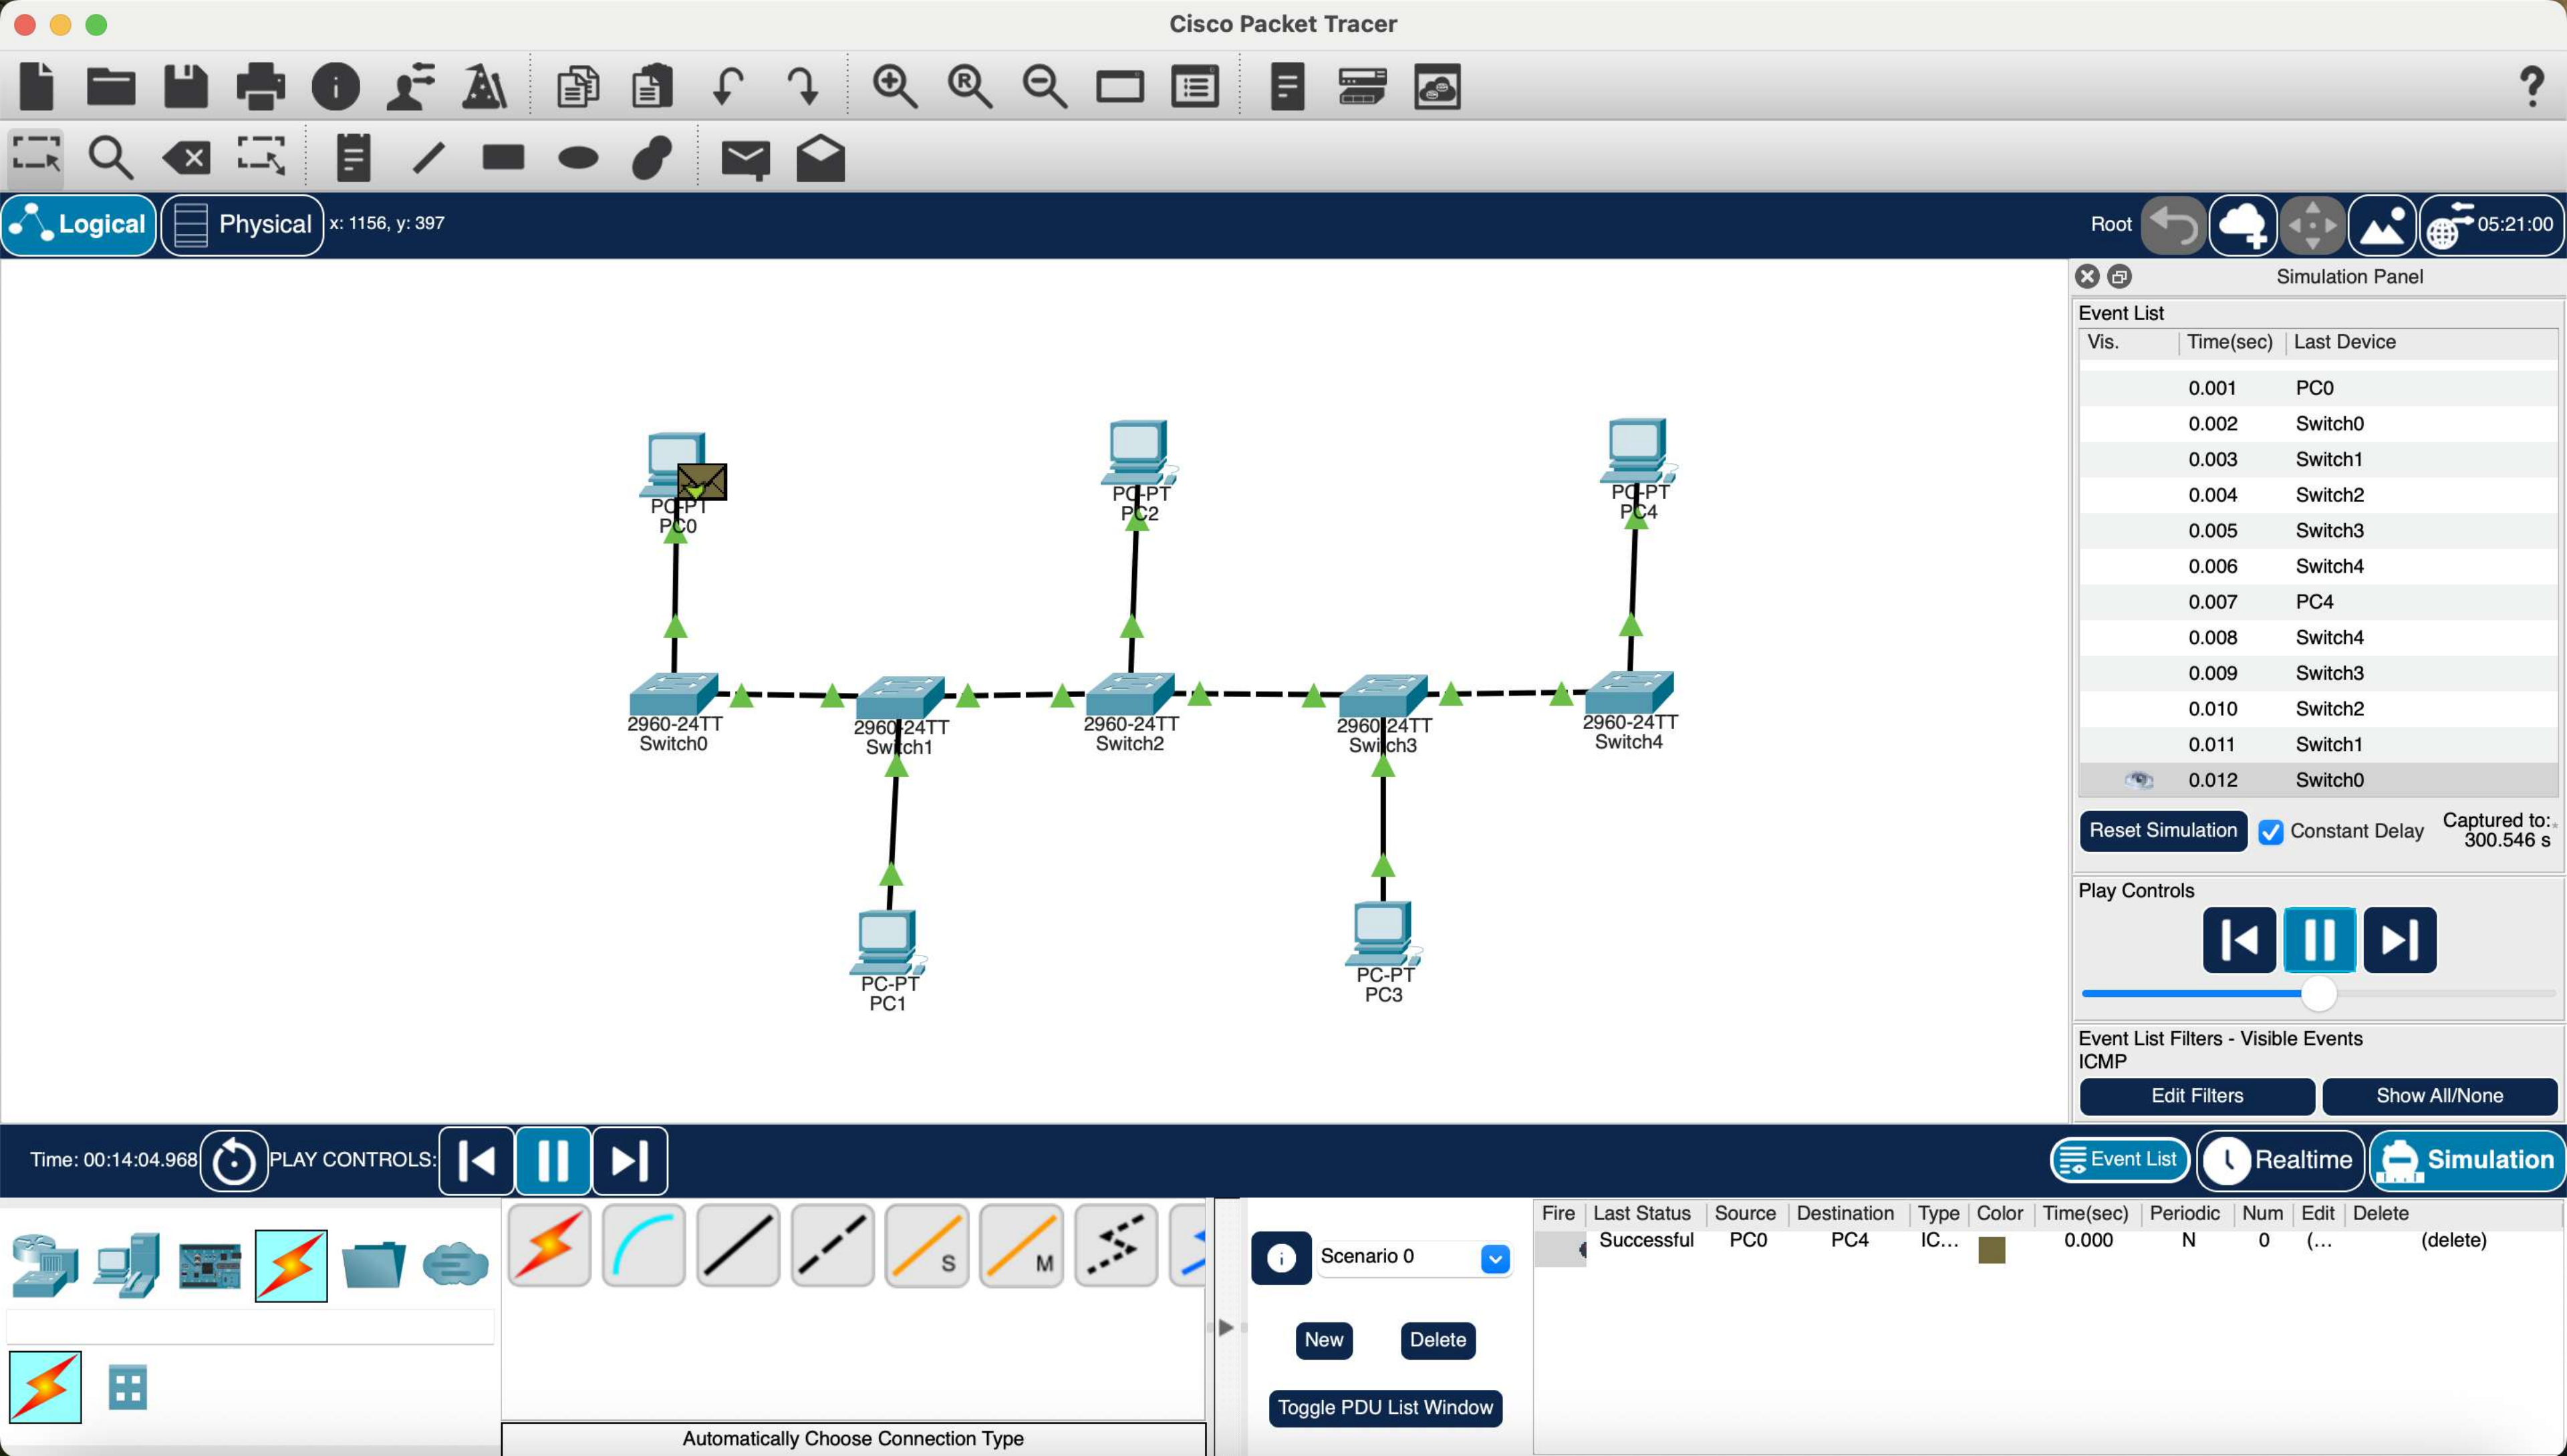 Cisco Packet Tracer
Logical
Physical
x: 1156, y: 397
Root
05:21:00
Simulation Panel
Event List
Vis. Time(sec) Last Device
0.001 PC0
0.002 Switch0
0.003 Switch1
0.004 Switch2
0.005 Switch3
0.006 Switch4
0.007 PC4
0.008 Switch4
0.009 Switch3
0.010 Switch2
0.011 Switch1
0.012 Switch0
Reset Simulation
Constant Delay
Captured to:
300.546 s
Play Controls
Event List Filters - Visible Events
ICMP
Edit Filters
Show All/None
PC-PT
PC0
PC-PT
PC2
PC-PT
PC4
2960-24TT
Switch0
2960-24TT
Switch1
2960-24TT
Switch2
2960-24TT
Switch3
2960-24TT
Switch4
PC-PT
PC1
PC-PT
PC3
Time: 00:14:04.968
PLAY CONTROLS:
Event List
Realtime
Simulation
S
M
Automatically Choose Connection Type
Scenario 0
New
Delete
Toggle PDU List Window
Fire Last Status Source Destination Type Color Time(sec) Periodic Num Edit Delete
Successful PC0 PC4 IC... 0.000 N 0 (... (delete)